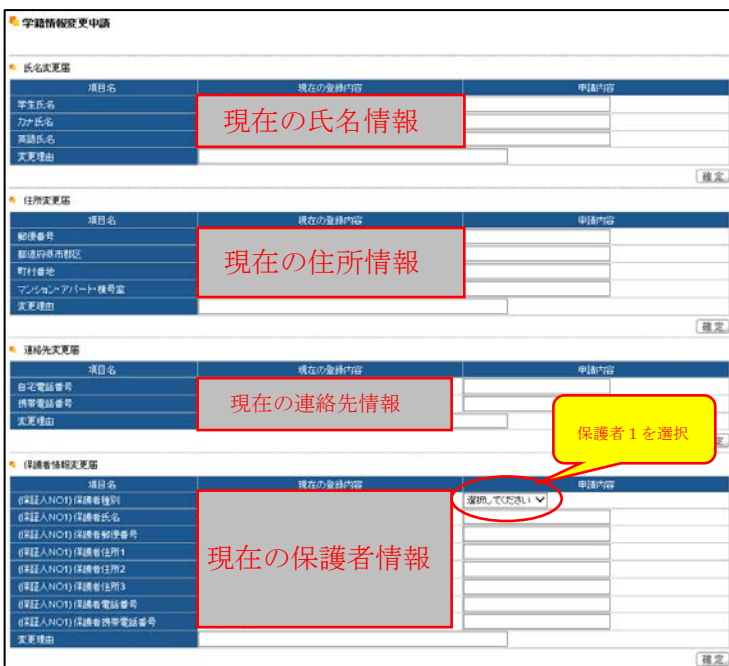 学籍情報変更申請
氏名変更届
項目名 現在の登録内容 申請内容
学生氏名
カナ氏名
英語氏名
変更理由
現在の氏名情報
確定
住所変更届
項目名 現在の登録内容 申請内容
郵便番号
都道府県市郡区
町村番地
マンション・アパート・棟号室
変更理由
現在の住所情報
確定
連絡先変更届
項目名 現在の登録内容 申請内容
自宅電話番号
携帯電話番号
変更理由
現在の連絡先情報
保護者1を選択
定
保護者情報変更届
項目名 現在の登録内容 申請内容
(保証人NO1)保護者種別 選択してください
(保証人NO1)保護者氏名
(保証人NO1)保護者郵便番号
(保証人NO1)保護者住所1
(保証人NO1)保護者住所2
(保証人NO1)保護者住所3
(保証人NO1)保護者電話番号
(保証人NO1)保護者携帯電話番号
変更理由
現在の保護者情報
確定